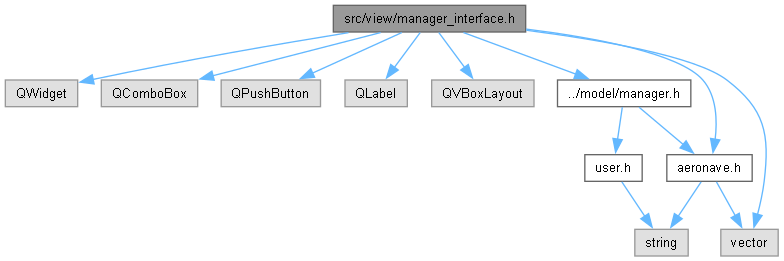 src/view/manager_interface.h
QWidget
QComboBox
QPushButton
QLabel
QVBoxLayout
../model/manager.h
user.h
aeronave.h
string
vector